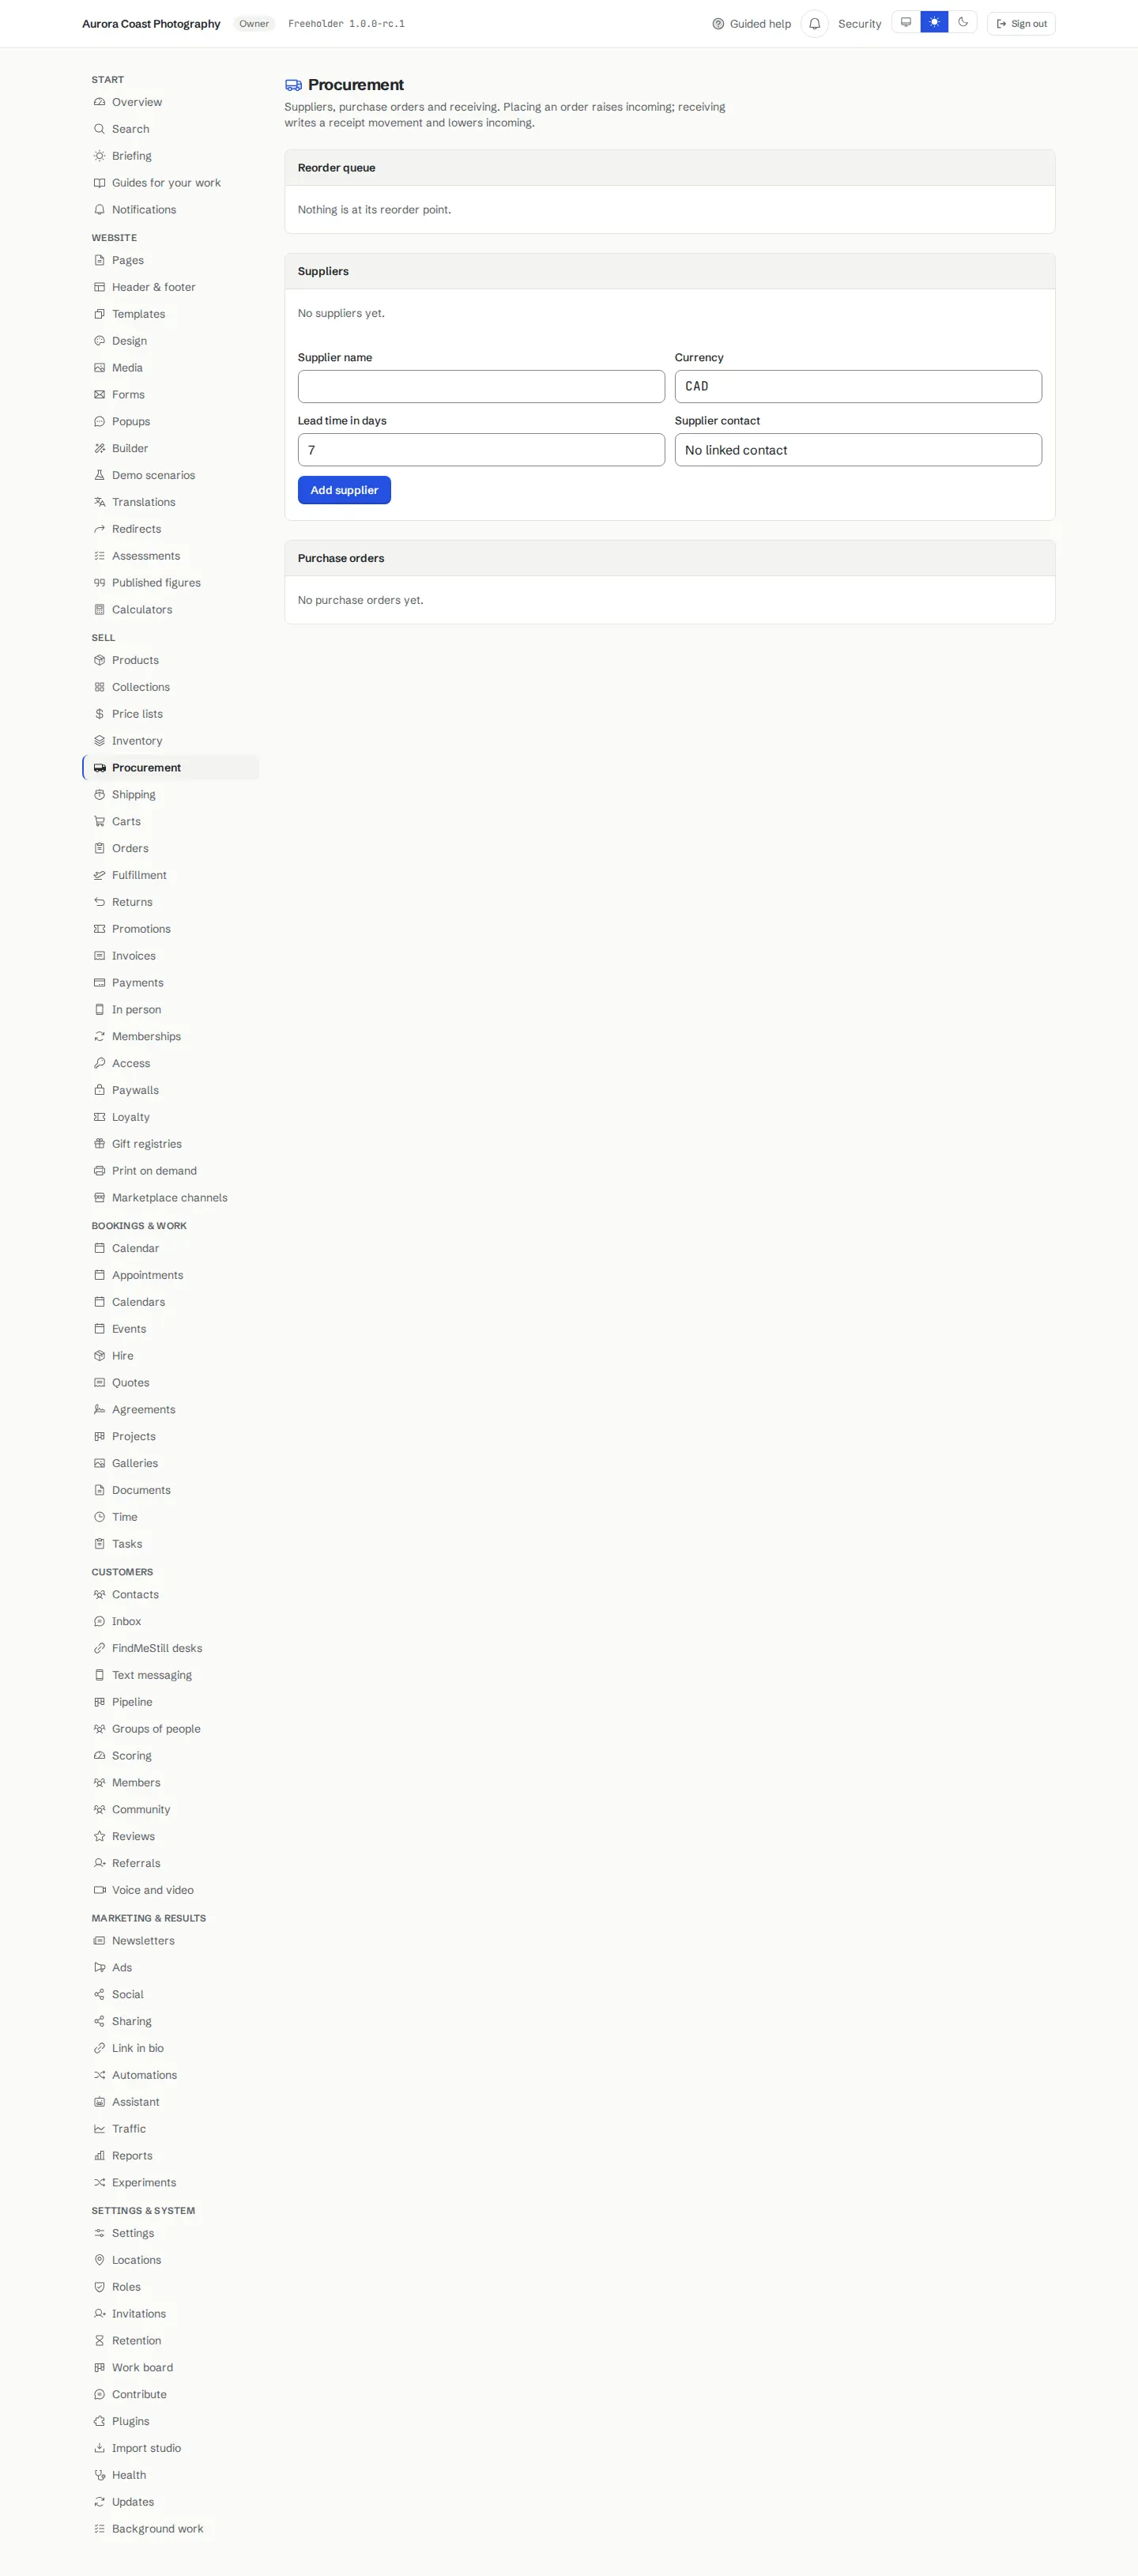 Aurora Coast Photography
Owner
Freeholder 1.0.0-rc.1
Guided help
Security
Sign out
START
Overview
Search
Briefing
Guides for your work
Notifications
WEBSITE
Pages
Header & footer
Templates
Design
Media
Forms
Popups
Builder
Demo scenarios
Translations
Redirects
Assessments
Published figures
Calculators
SELL
Products
Collections
Price lists
Inventory
Procurement
Shipping
Carts
Orders
Fulfillment
Returns
Promotions
Invoices
Payments
In person
Memberships
Access
Paywalls
Loyalty
Gift registries
Print on demand
Marketplace channels
BOOKINGS & WORK
Calendar
Appointments
Calendars
Events
Hire
Quotes
Agreements
Projects
Galleries
Documents
Time
Tasks
CUSTOMERS
Contacts
Inbox
FindMeStill desks
Text messaging
Pipeline
Groups of people
Scoring
Members
Community
Reviews
Referrals
Voice and video
MARKETING & RESULTS
Newsletters
Ads
Social
Sharing
Link in bio
Automations
Assistant
Traffic
Reports
Experiments
SETTINGS & SYSTEM
Settings
Locations
Roles
Invitations
Retention
Work board
Contribute
Plugins
Import studio
Health
Updates
Background work
Procurement
Suppliers, purchase orders and receiving. Placing an order raises incoming; receiving
writes a receipt movement and lowers incoming.
Reorder queue
Nothing is at its reorder point.
Suppliers
No suppliers yet.
Supplier name
Currency
CAD
Lead time in days
Supplier contact
7
No linked contact
Add supplier
Purchase orders
No purchase orders yet.